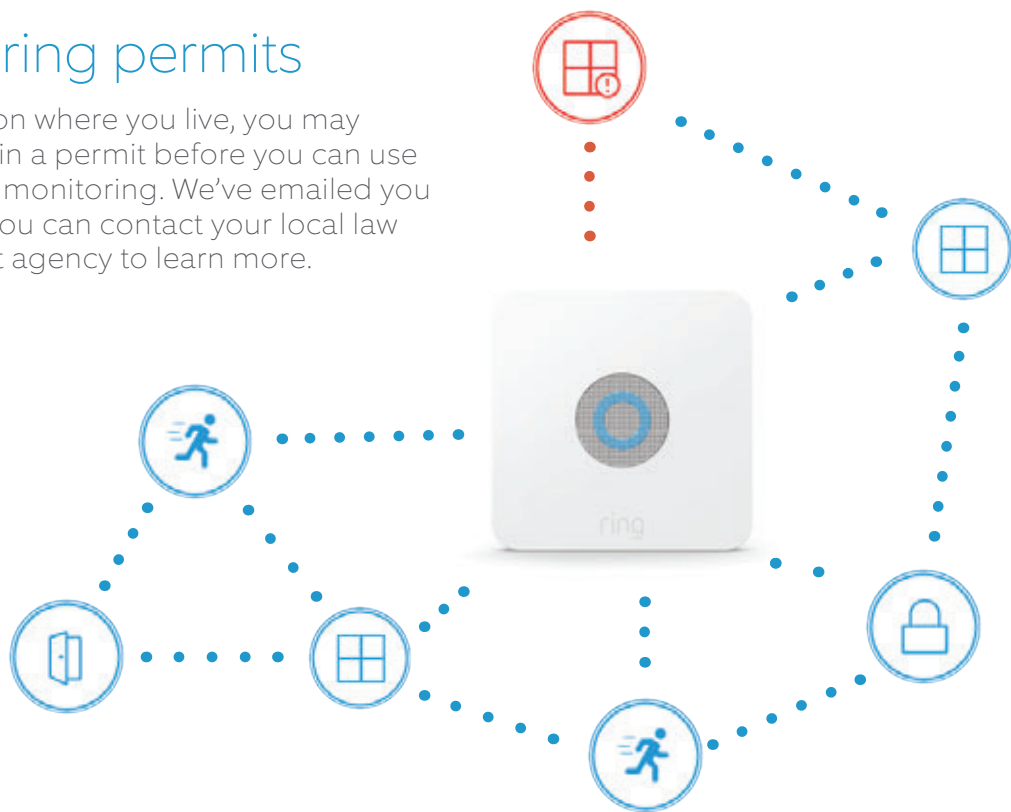 ring permits
on where you live, you may
in a permit before you can use
monitoring. We've emailed you
ou can contact your local law
t agency to learn more.
ring